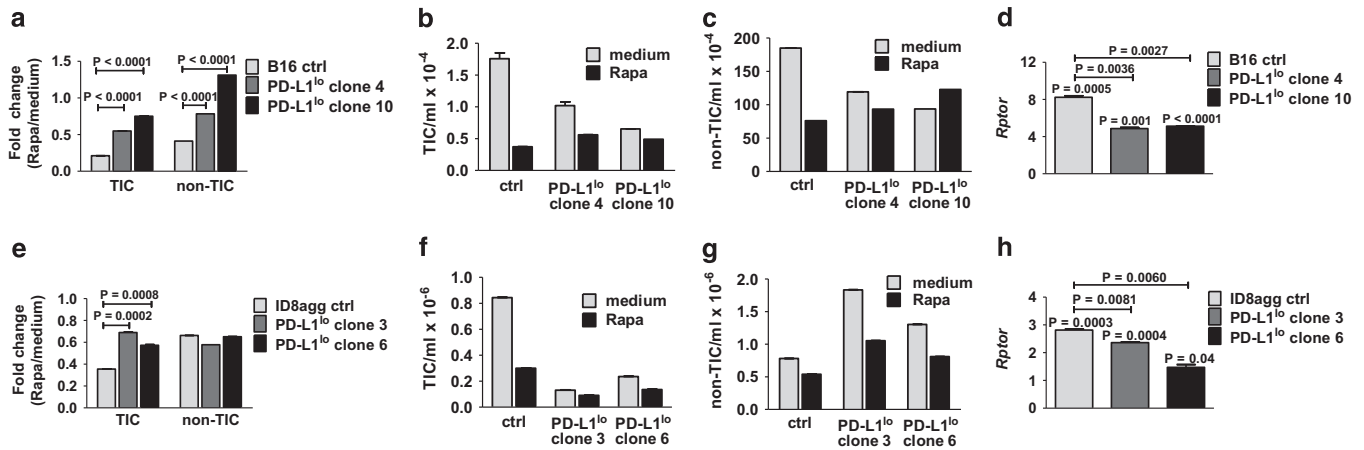 a
Fold change
(Rapa/medium)
1.5
1.0
0.5
0.0
P < 0.0001
P < 0.0001
P < 0.0001
P < 0.0001
TIC
non-TIC
B16 ctrl
PD-L1lo clone 4
PD-L1lo clone 10
b
TIC/ml x 10-4
2.0
1.5
1.0
0.5
0.0
medium
Rapa
ctrl
PD-L1lo
clone 4
PD-L1lo
clone 10
c
non-TIC/ml x 10-4
200
150
100
50
0
medium
Rapa
ctrl
PD-L1lo
clone 4
PD-L1lo
clone 10
d
Rptor
12
8
4
0
P = 0.0027
P = 0.0036
P = 0.0005
P = 0.001
P < 0.0001
B16 ctrl
PD-L1lo clone 4
PD-L1lo clone 10
e
Fold change
(Rapa/medium)
1.0
0.8
0.6
0.4
0.2
0.0
P = 0.0008
P = 0.0002
TIC
non-TIC
ID8agg ctrl
PD-L1lo clone 3
PD-L1lo clone 6
f
TIC/ml x 10-6
1.0
0.8
0.6
0.4
0.2
0.0
medium
Rapa
ctrl
PD-L1lo
clone 3
PD-L1lo
clone 6
g
non-TIC/ml x 10-6
2.0
1.5
1.0
0.5
0.0
medium
Rapa
ctrl
PD-L1lo
clone 3
PD-L1lo
clone 6
h
Rptor
4
3
2
1
0
P = 0.0060
P = 0.0081
P = 0.0003
P = 0.0004
P = 0.04
ID8agg ctrl
PD-L1lo clone 3
PD-L1lo clone 6